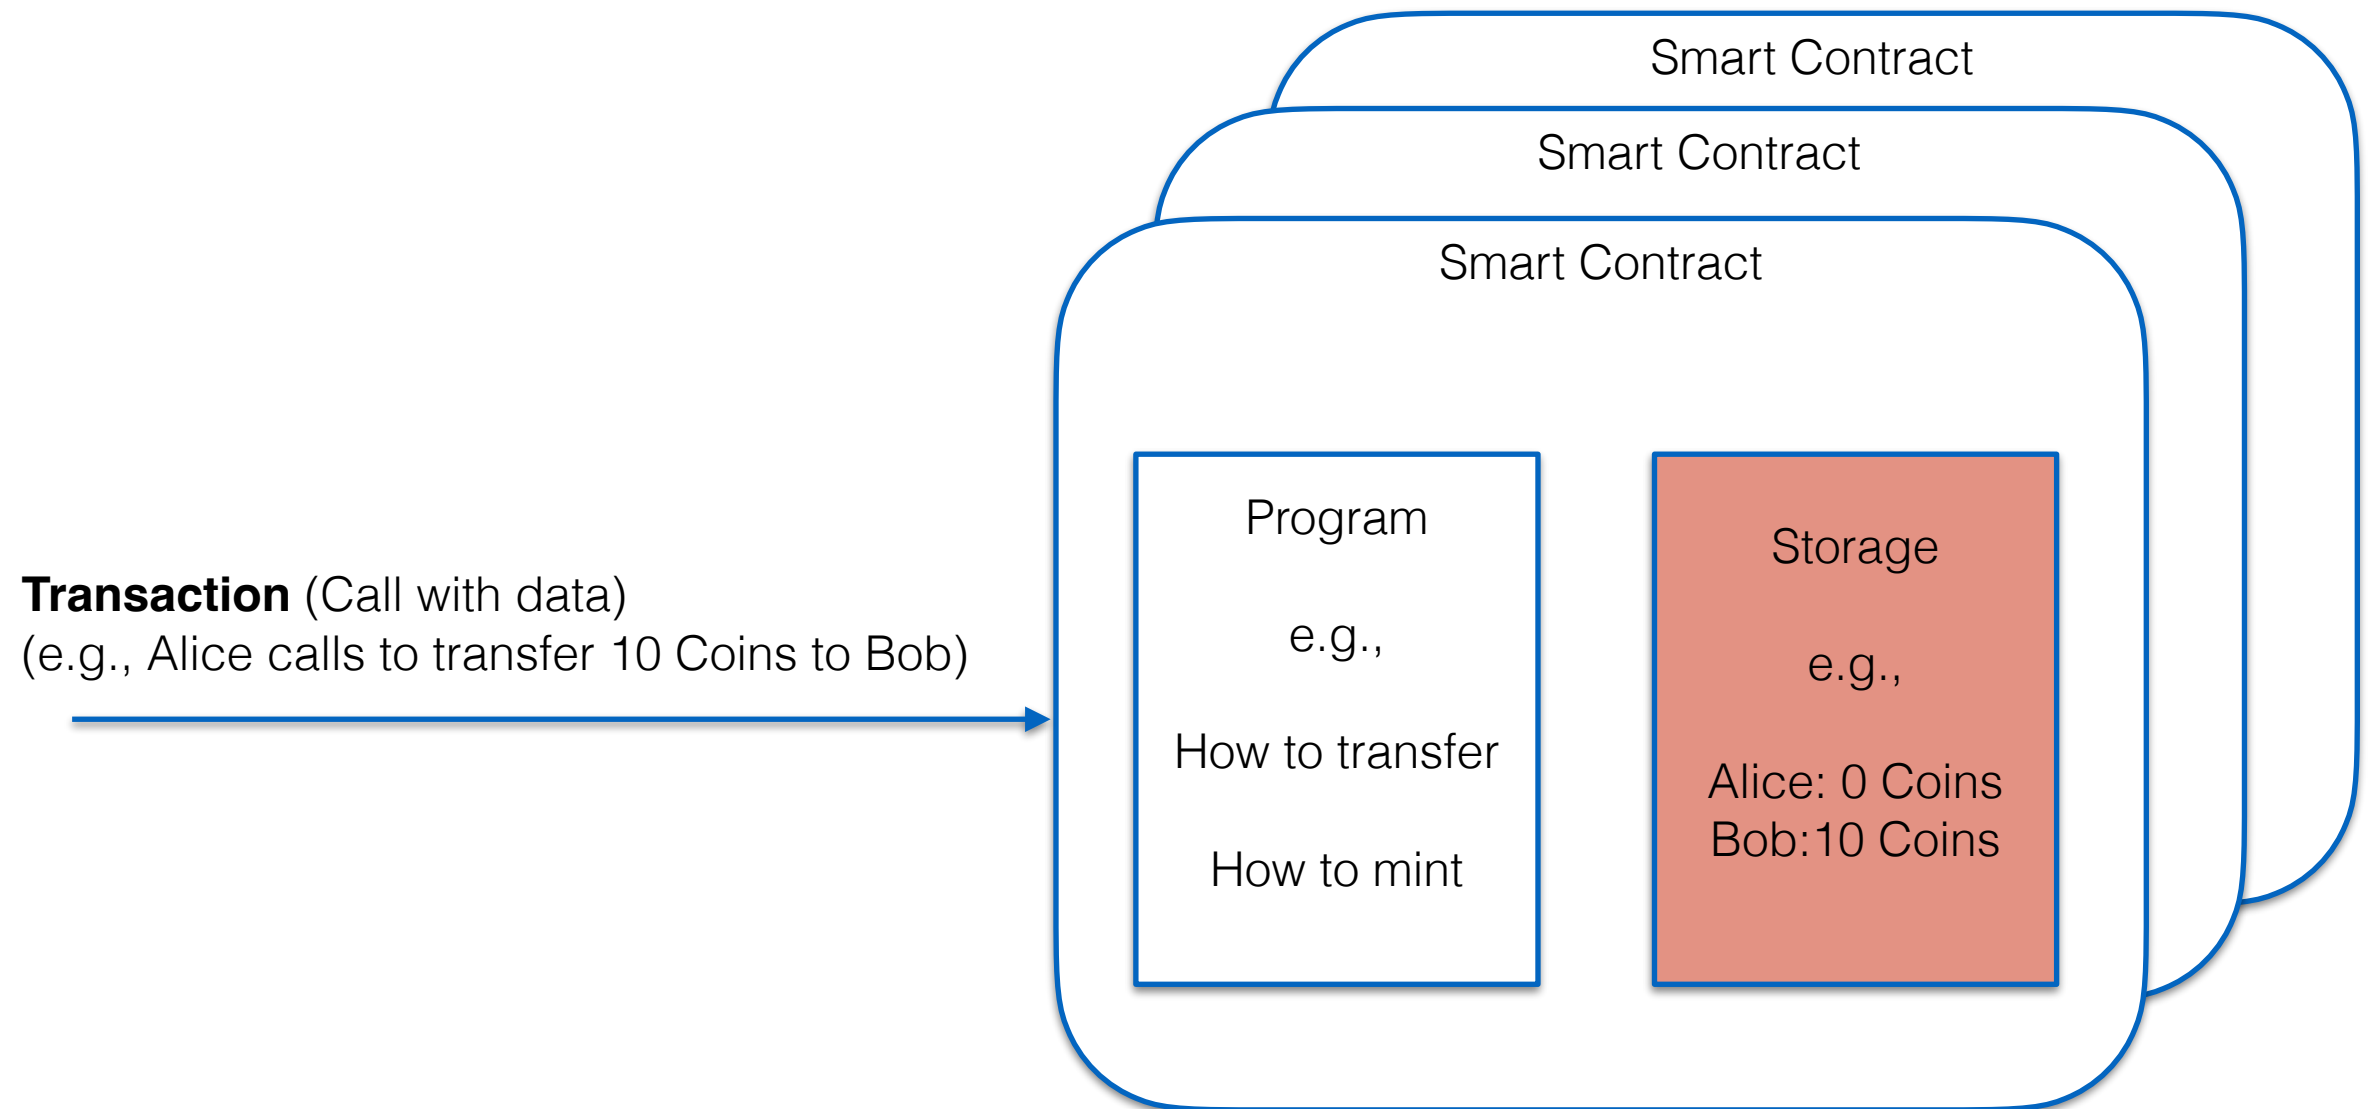 Smart Contract
Smart Contract
Smart Contract
Transaction (Call with data)
(e.g., Alice calls to transfer 10 Coins to Bob)
Program
e.g.,
How to transfer
How to mint
Storage
e.g.,
Alice: 0 Coins
Bob:10 Coins